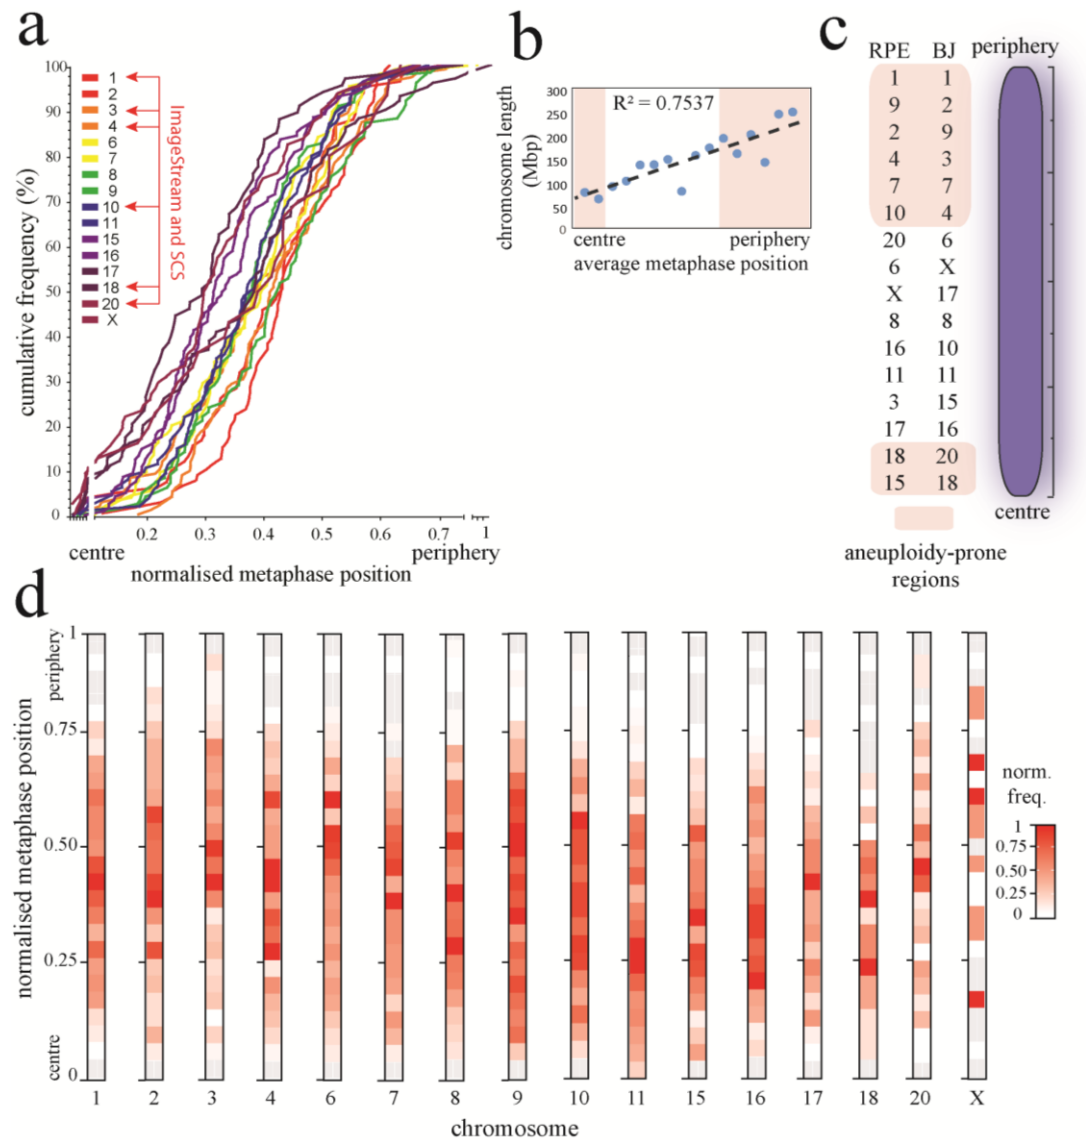 a
100
90
80
70
60
50
40
30
20
10
0
cumulative frequency (%)
1
2
3
4
6
7
8
9
10
11
15
16
17
18
20
X
ImageStream and SCS
0.2
0.3
0.4
0.5
0.6
0.7
1
centre
periphery
normalised metaphase position
b
300
250
200
150
100
50
0
chromosome length
(Mbp)
R² = 0.7537
centre
periphery
average metaphase position
c
RPE BJ periphery
1 1
9 2
2 9
4 3
7 7
10 4
20 6
6 X
X 17
8 8
16 10
11 11
3 15
17 16
18 20
15 18
centre
aneuploidy-prone
regions
d
periphery
centre
normalised metaphase position
1
0.75
0.50
0.25
0
1 2 3 4 6 7 8 9 10 11 15 16 17 18 20 X
chromosome
norm.
freq.
1
0.75
0.50
0.25
0